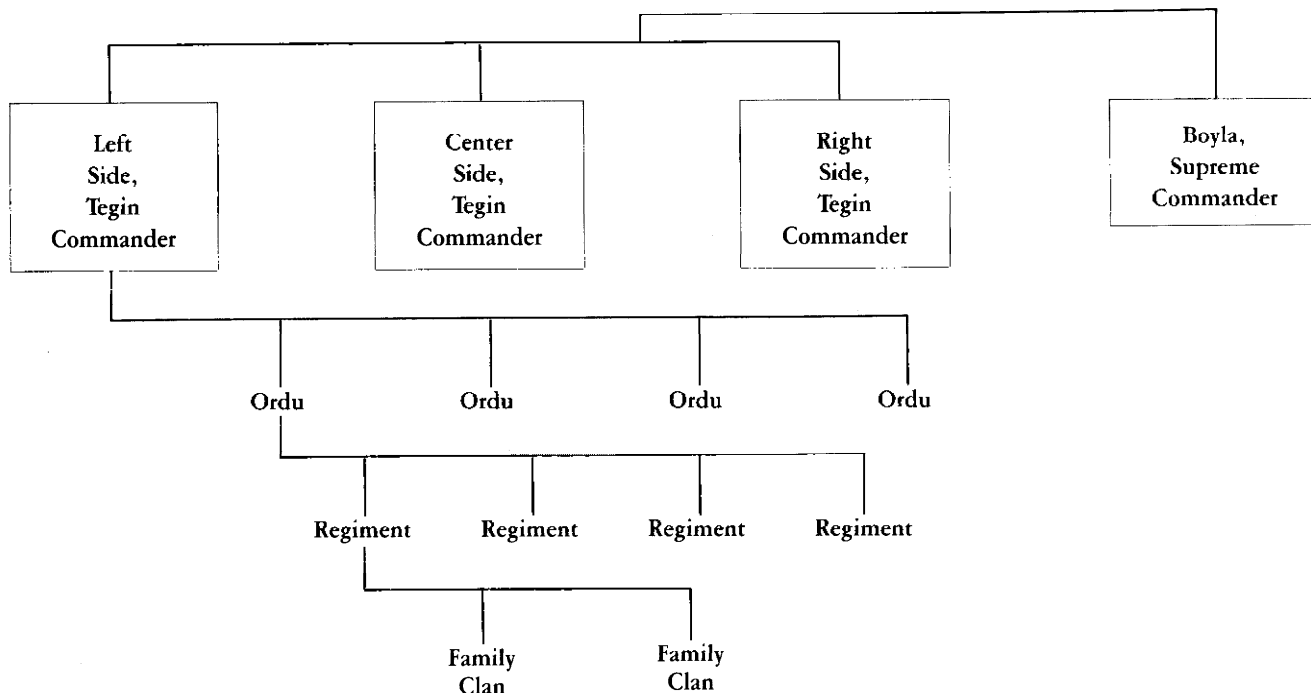 Left
Side,
Tegin
Commander
Center
Side,
Tegin
Commander
Right
Side,
Tegin
Commander
Boyla,
Supreme
Commander
Ordu
Ordu
Ordu
Ordu
Regiment
Regiment
Regiment
Regiment
Family
Clan
Family
Clan